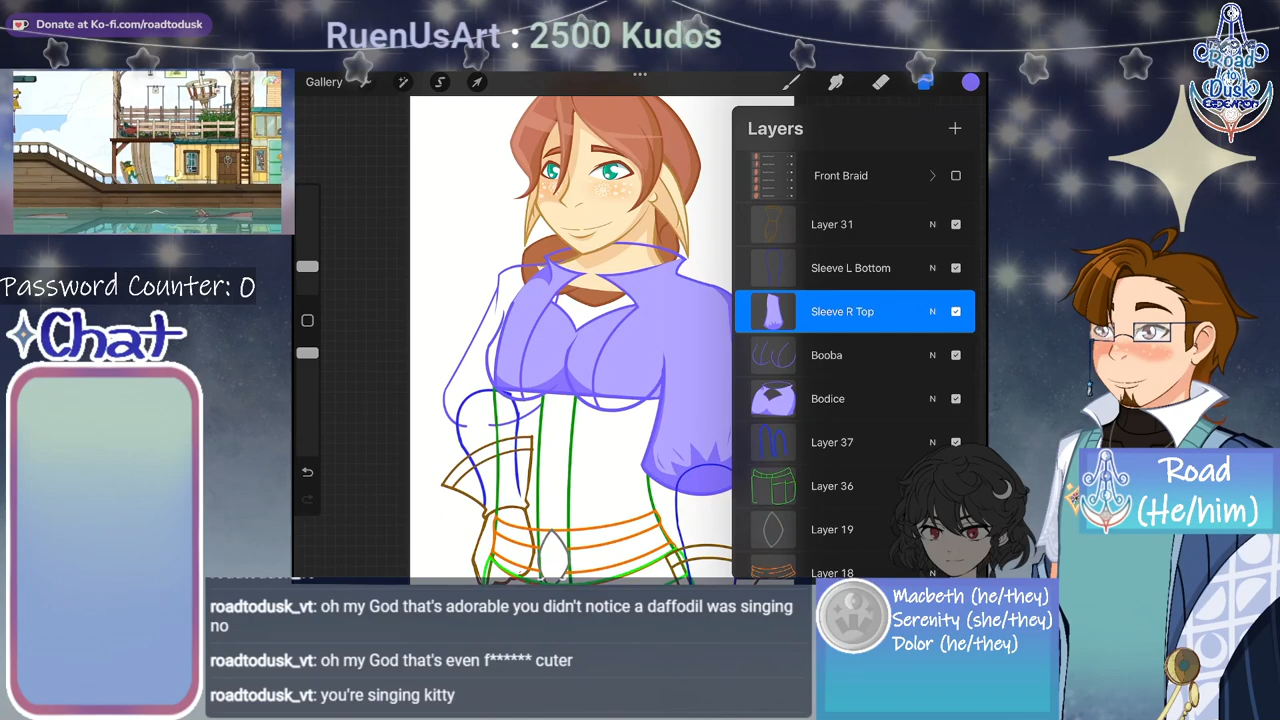 Donate at Ko-fi.com/roadtodusk
RuenUsArt : 2500 Kudos
Road
to
Dusk
Gallery
Layers
Front Braid
Layer 31
N
Sleeve L Bottom
N
Sleeve R Top
N
Booba
N
Bodice
N
Layer 37
N
Layer 36
Layer 19
Layer 18
N
Password Counter: 0
Chat
Road
(He/him)
Macbeth (he/they)
Serenity (she/they)
Dolor (he/they)
roadtodusk_vt: oh my God that's adorable you didn't notice a daffodil was singing
no
roadtodusk_vt: oh my God that's even f****** cuter
roadtodusk_vt: you're singing kitty